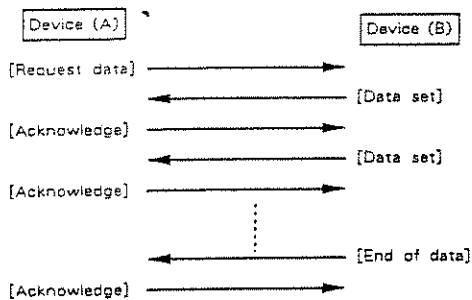 Device (A)
Device (B)
[Request data]
[Data set]
[Acknowledge]
[Data set]
[Acknowledge]
[End of data]
[Acknowledge]